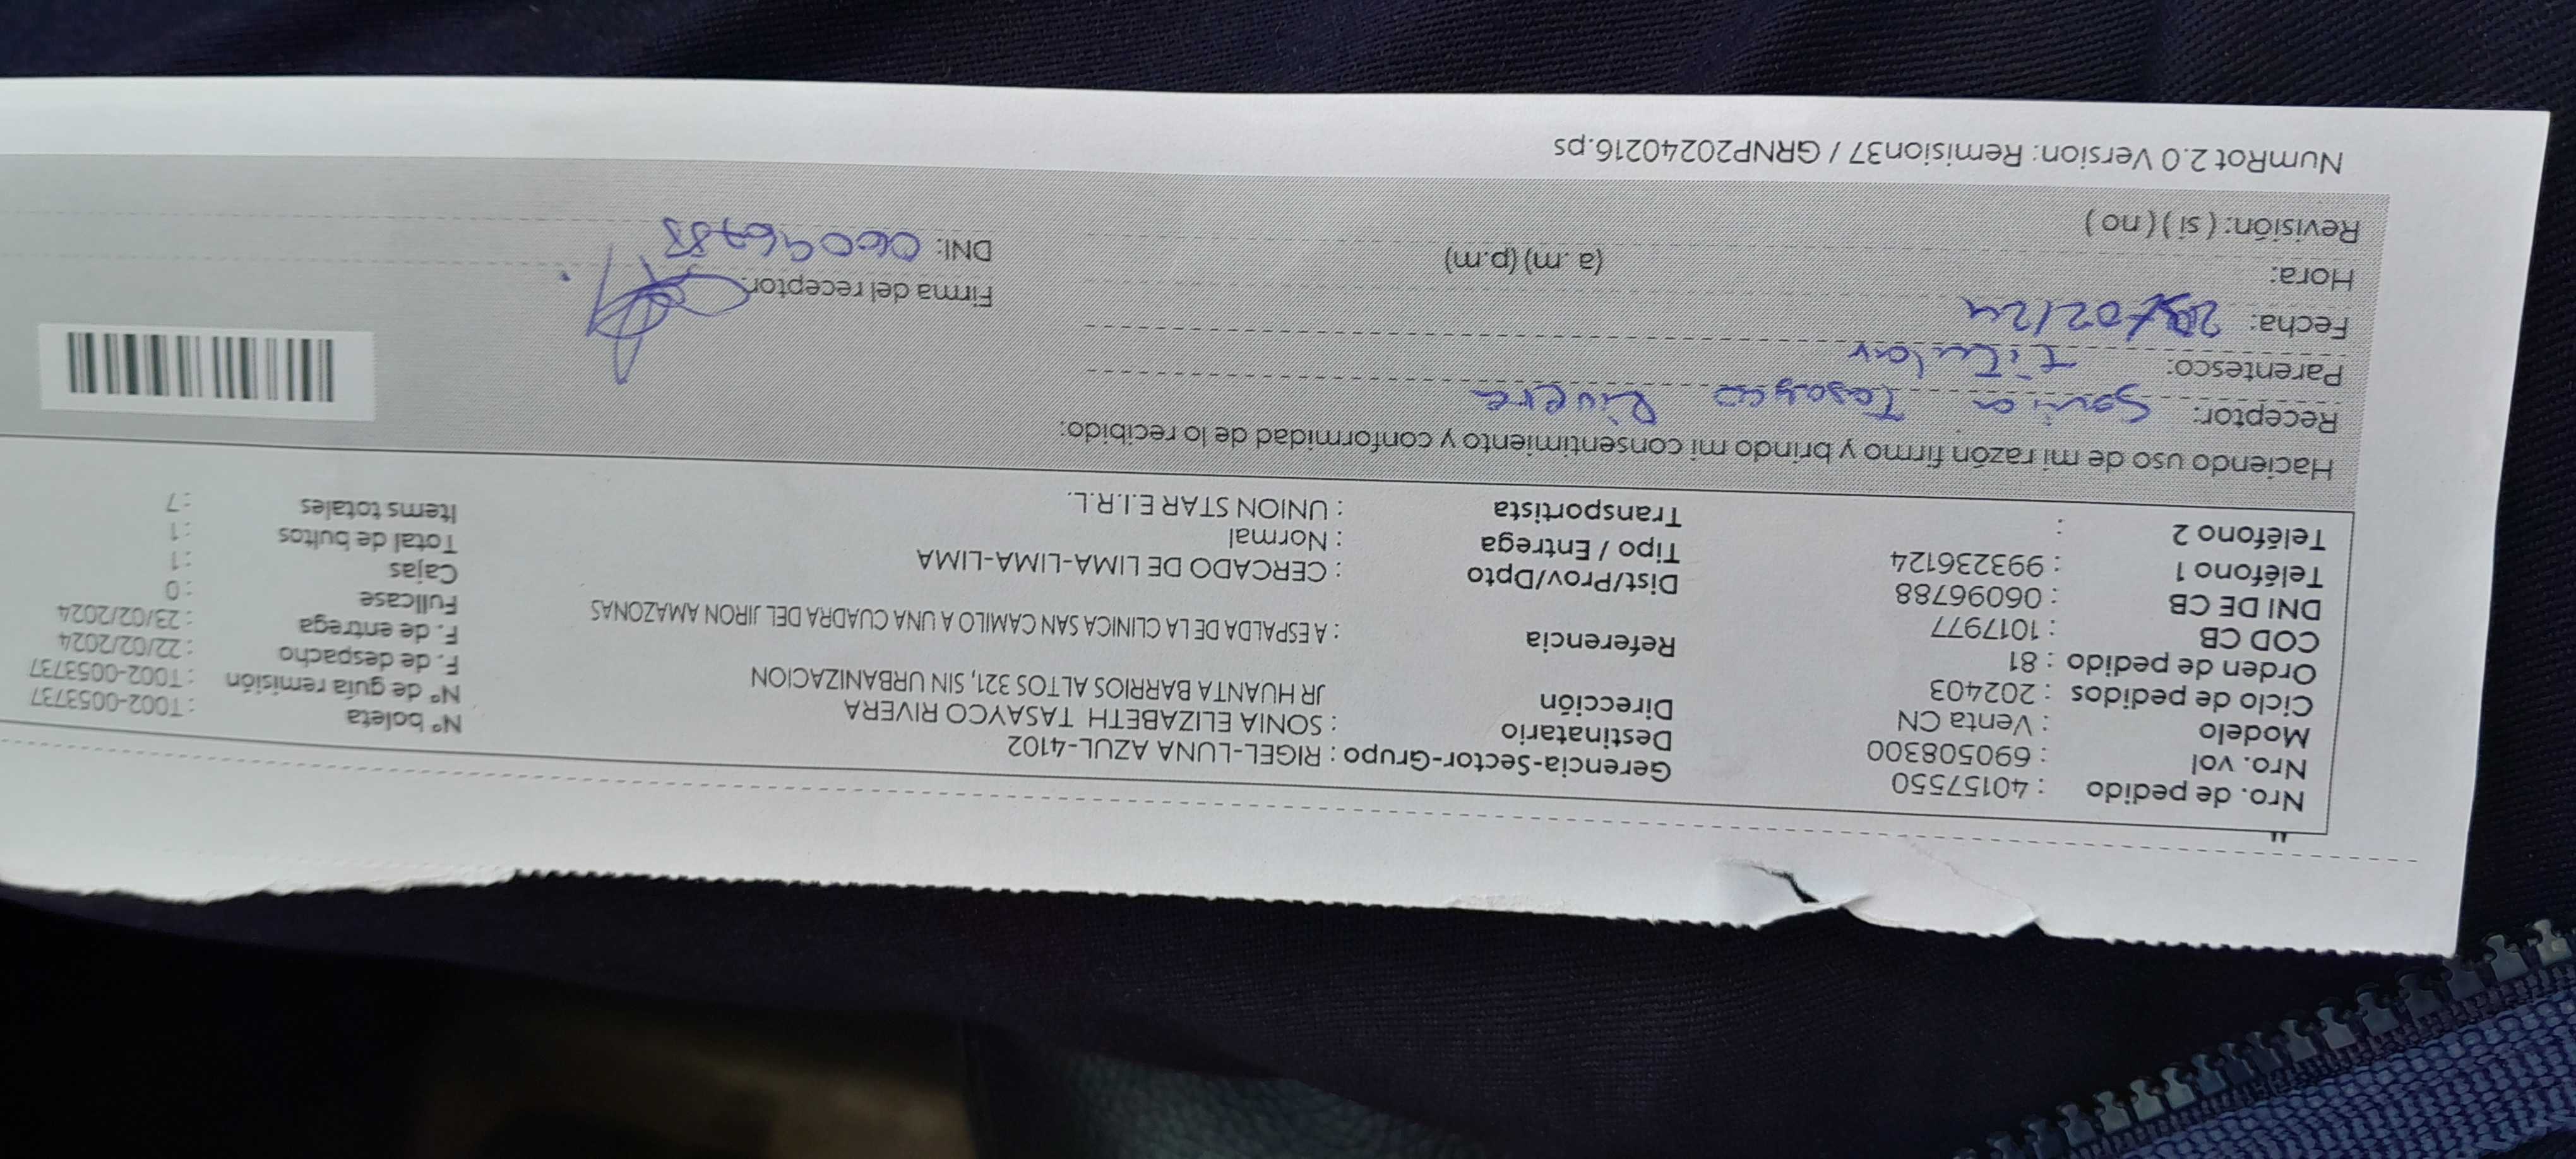 Nro. de pedido : 40157550
Nro. vol : 690508300
Modelo : Venta CN
Ciclo de pedidos : 202403
Orden de pedido : 81
COD CB : 1017977
DNI DE CB : 06096788
Teléfono 1 : 993236124
Teléfono 2 :
Gerencia-Sector-Grupo : RIGEL-LUNA AZUL-4102
Destinatario : SONIA ELIZABETH TASAYCO RIVERA
Dirección JR HUANTA BARRIOS ALTOS 321, SIN URBANIZACION
Referencia : A ESPALDA DE LA CLINICA SAN CAMILO A UNA CUADRA DEL JIRON AMAZONAS
Dist/Prov/Dpto : CERCADO DE LIMA-LIMA-LIMA
Tipo / Entrega : Normal
Transportista : UNION STAR E.I.R.L.
N° boleta : T002-0053737
N° de guía remisión : T002-0053737
F. de despacho : 22/02/2024
F. de entrega : 23/02/2024
Fullcase : 0
Cajas : 1
Total de bultos : 1
Items totales : 7
Haciendo uso de mi razón firmo y brindo mi consentimiento y conformidad de lo recibido:
Receptor: Sonia Tasayco Rivera
Parentesco: titular
Fecha: /02/24
Hora: (a .m) (p.m)
Revisión: ( si ) ( no )
Firma del receptor:
DNI:
NumRot 2.0 Version: Remision37 / GRNP20240216.ps